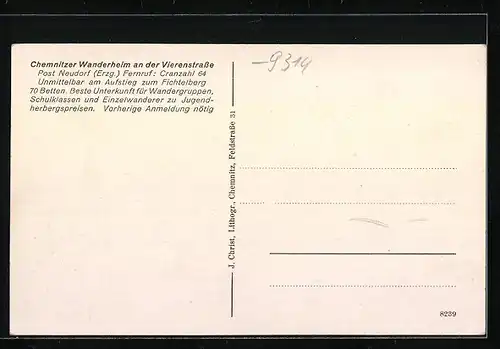 Chemnitzer Wanderheim an der Vierenstraße
Post Neudorf (Erzg.) Fernruf: Cranzahl 64
Unmittelbar am Aufstieg zum Fichtelberg
70 Betten. Beste Unterkunft für Wandergruppen,
Schulklassen und Einzelwanderer zu Jugend-
herbergspreisen. Vorherige Anmeldung nötig
J. Christ, Lithogr., Chemnitz, Feldstraße 31
-9314
8239